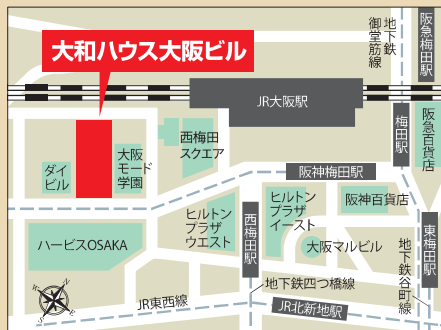 大和ハウス大阪ビル
地下鉄
御堂筋線
阪急梅田駅
JR大阪駅
梅田駅
阪急百貨店
西梅田
スクエア
ダイ
ビル
大阪
モード
学園
阪神梅田駅
ヒルトン
プラザ
ウエスト
西梅田駅
ヒルトン
プラザ
イースト
阪神百貨店
東梅田駅
ハービスOSAKA
大阪マルビル
地下鉄谷町線
地下鉄四つ橋線
JR東西線
JR北新地駅
N
E
S
W